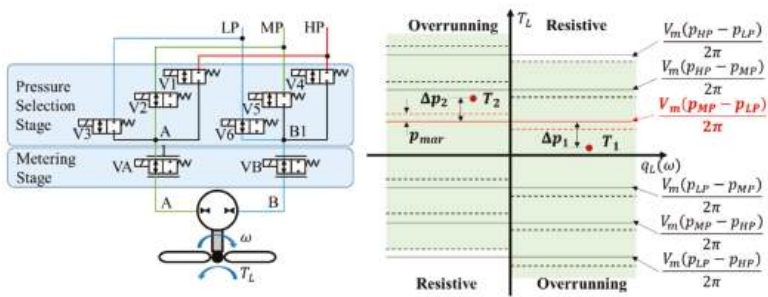 LP MP HP
V1
V2
V3
V4
V5
V6
Pressure
Selection
Stage
A
B1
Metering
Stage
VA
VB
A
B
ω
T_L
Overrunning
T_L
Resistive
Δp_2
T_2
p_mar
Δp_1
T_1
q_L(ω)
Resistive
Overrunning
V_m(p_HP − p_LP)
2π
V_m(p_HP − p_MP)
2π
V_m(p_MP − p_LP)
2π
V_m(p_LP − p_MP)
2π
V_m(p_MP − p_HP)
2π
V_m(p_LP − p_HP)
2π